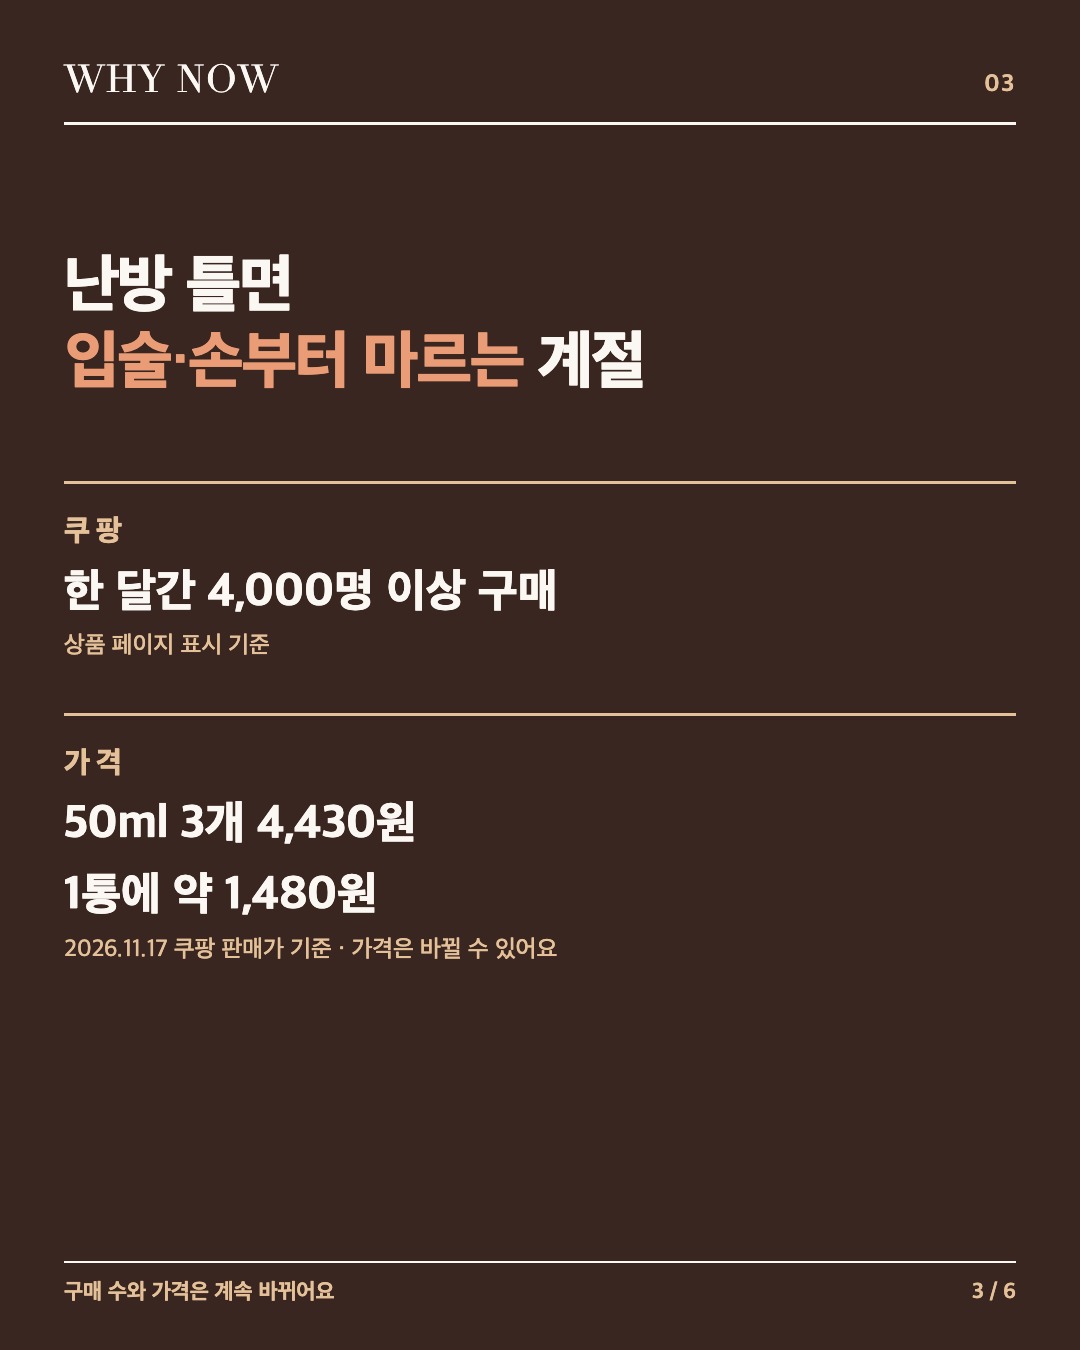 WHY NOW
03
난방 틀면
입술·손부터 마르는 계절
쿠팡
한 달간 4,000명 이상 구매
상품 페이지 표시 기준
가격
50ml 3개 4,430원
1통에 약 1,480원
2026.11.17 쿠팡 판매가 기준 · 가격은 바뀔 수 있어요
구매 수와 가격은 계속 바뀌어요
3 / 6